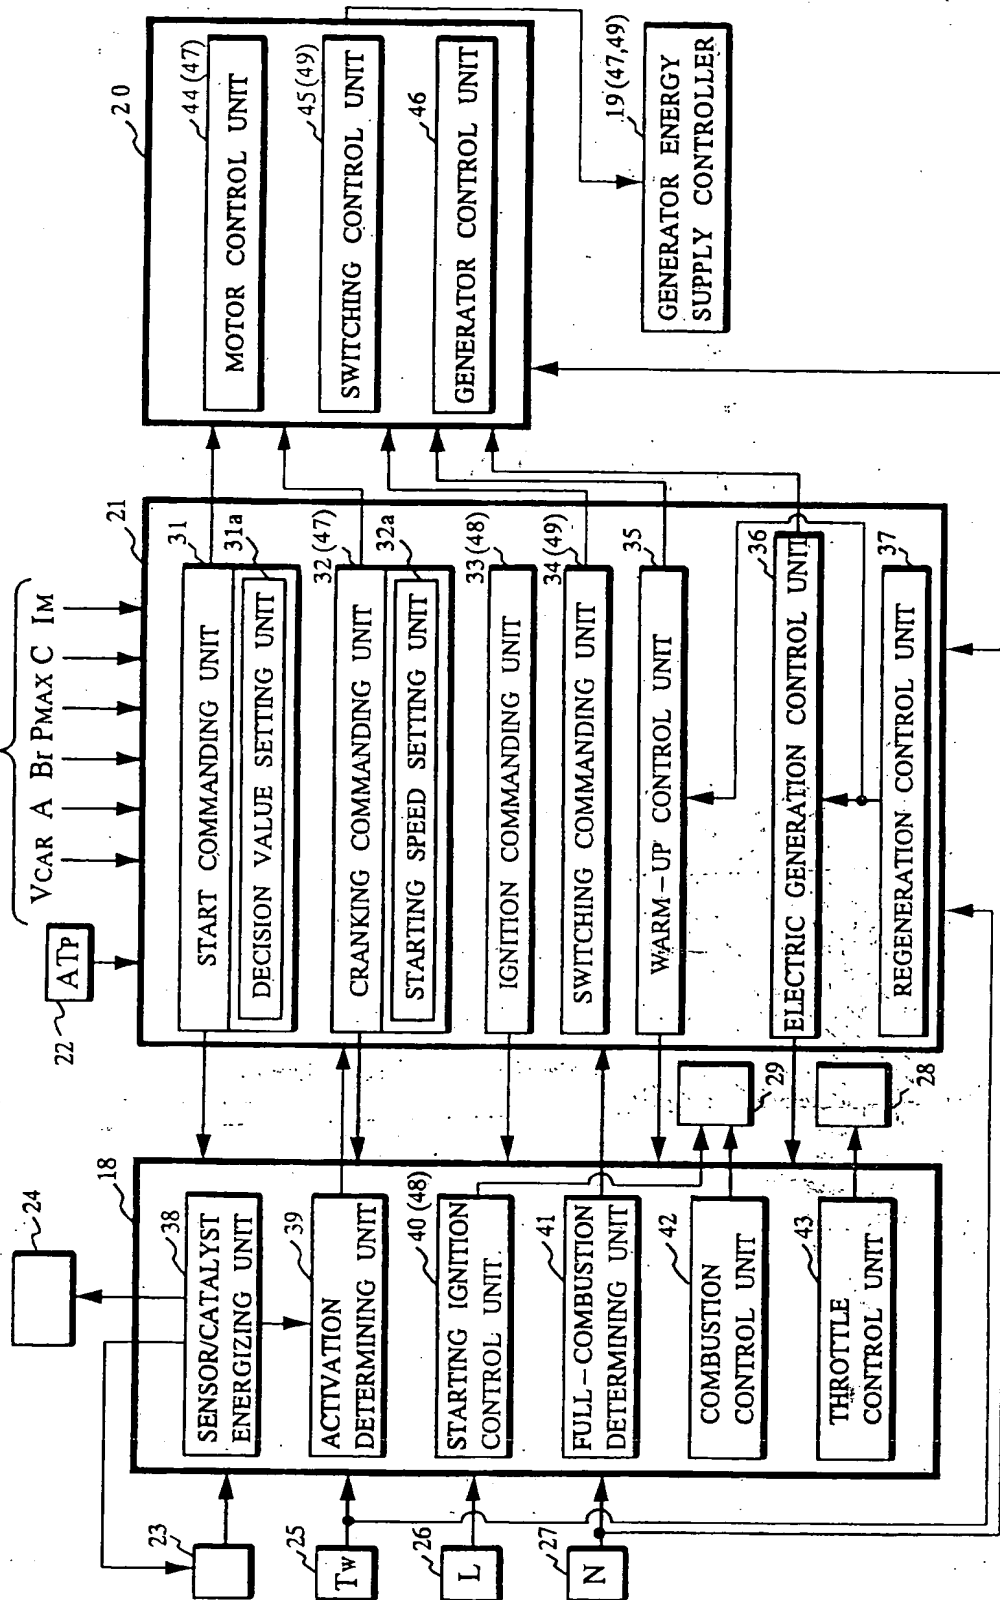 VCAR A Br PMAX C IM
22
ATP
21
START COMMANDING UNIT
31
DECISION VALUE SETTING UNIT
31a
CRANKING COMMANDING UNIT
32 (47)
STARTING SPEED SETTING UNIT
32a
IGNITION COMMANDING UNIT
33 (48)
SWITCHING COMMANDING UNIT
34 (49)
WARM-UP CONTROL UNIT
35
ELECTRIC GENERATION CONTROL UNIT
36
REGENERATION CONTROL UNIT
37
20
44 (47)
MOTOR CONTROL UNIT
45 (49)
SWITCHING CONTROL UNIT
46
GENERATOR CONTROL UNIT
19 (47,49)
GENERATOR ENERGY
SUPPLY CONTROLLER
24
18
38
SENSOR/CATALYST
ENERGIZING UNIT
39
ACTIVATION
DETERMINING UNIT
40 (48)
STARTING IGNITION
CONTROL UNIT
41
FULL-COMBUSTION
DETERMINING UNIT
42
COMBUSTION
CONTROL UNIT
43
THROTTLE
CONTROL UNIT
29
28
23
25
TW
26
L
27
N